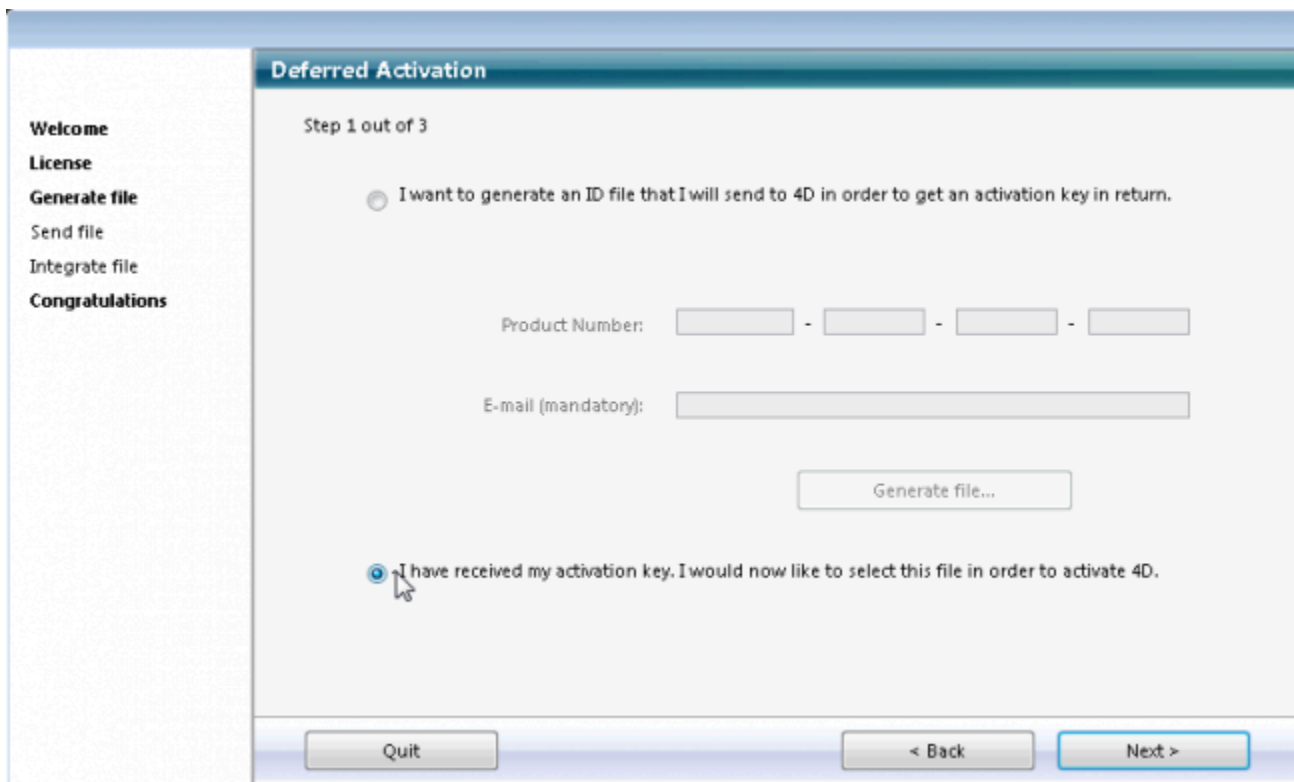 Deferred Activation
Welcome
License
Generate file
Send file
Integrate file
Congratulations
Step 1 out of 3
I want to generate an ID file that I will send to 4D in order to get an activation key in return.
Product Number: - - -
E-mail (mandatory):
Generate file...
I have received my activation key. I would now like to select this file in order to activate 4D.
Quit
< Back
Next >